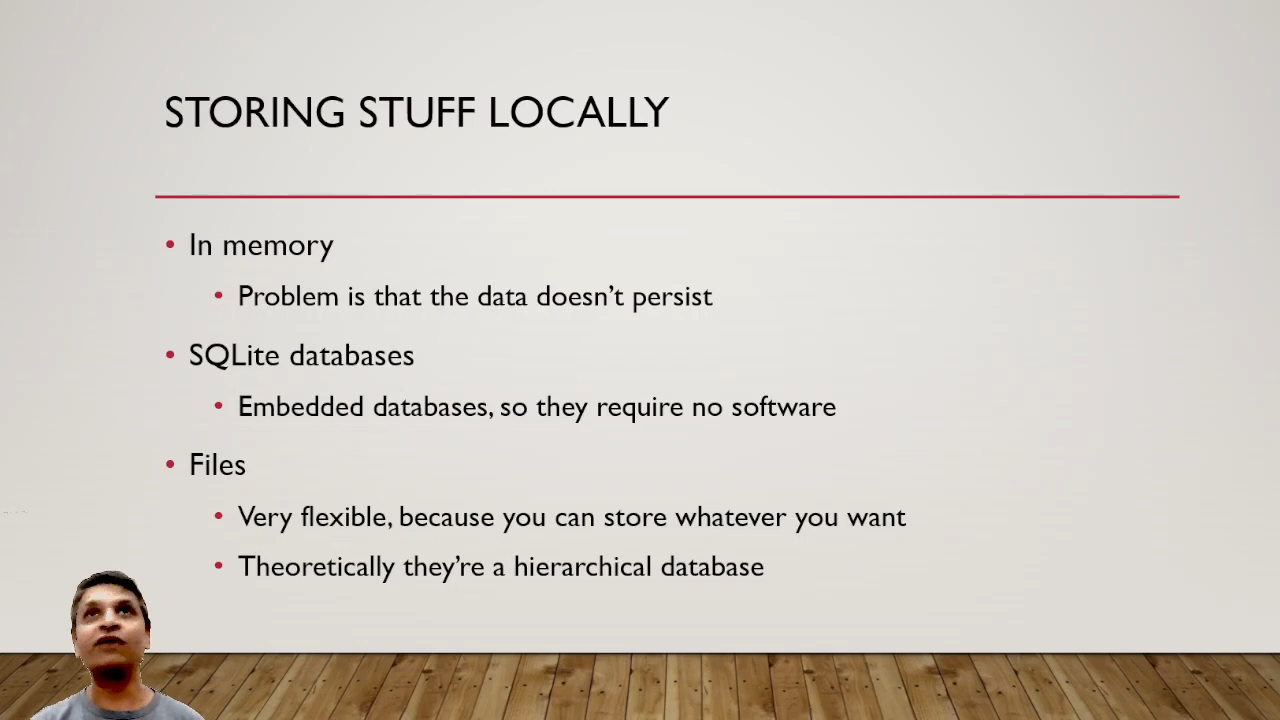 STORING STUFF LOCALLY
• In memory
• Problem is that the data doesn’t persist
• SQLite databases
• Embedded databases, so they require no software
• Files
• Very flexible, because you can store whatever you want
• Theoretically they’re a hierarchical database